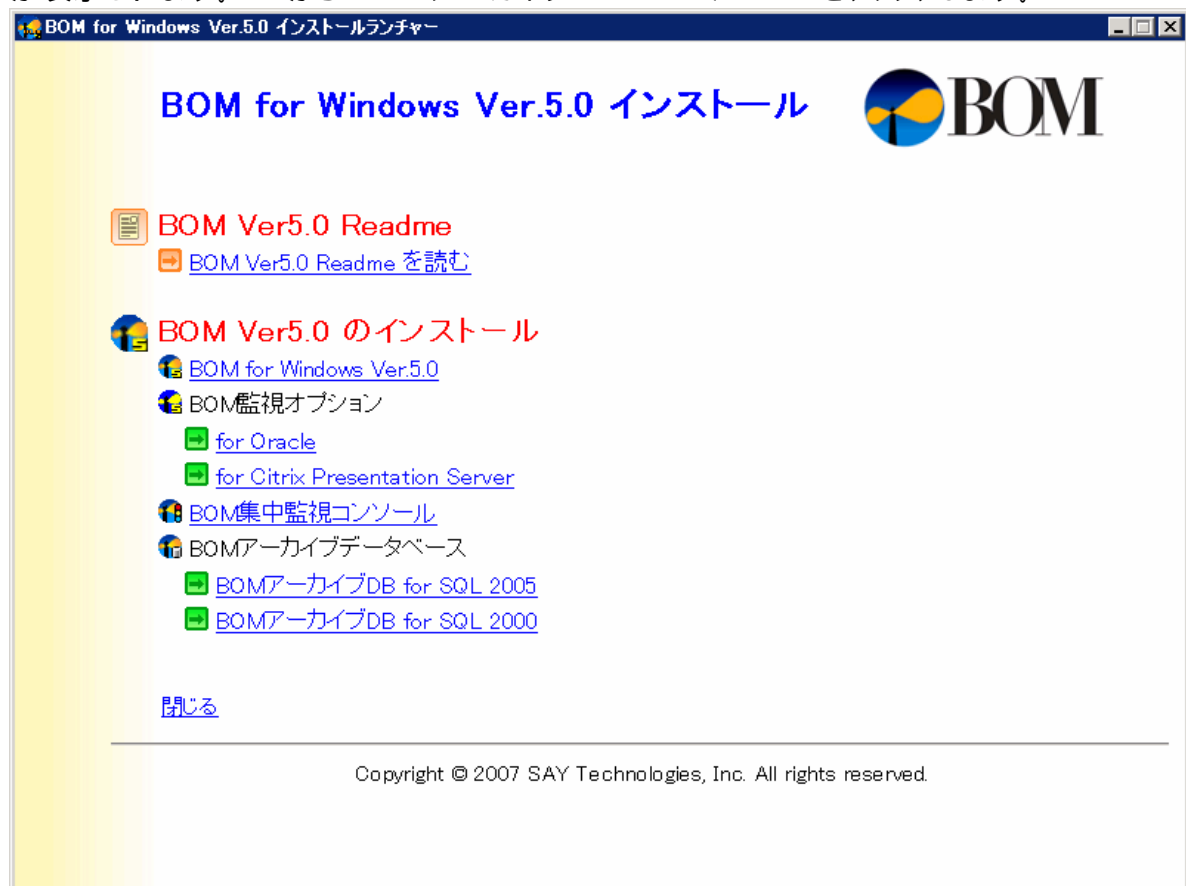 BOM for Windows Ver.5.0 インストールランチャー
BOM for Windows Ver.5.0 インストール
BOM
BOM Ver5.0 Readme
BOM Ver5.0 Readme を読む
BOM Ver5.0 のインストール
BOM for Windows Ver.5.0
BOM監視オプション
for Oracle
for Citrix Presentation Server
BOM集中監視コンソール
BOMアーカイブデータベース
BOMアーカイブDB for SQL 2005
BOMアーカイブDB for SQL 2000
閉じる
Copyright © 2007 SAY Technologies, Inc. All rights reserved.